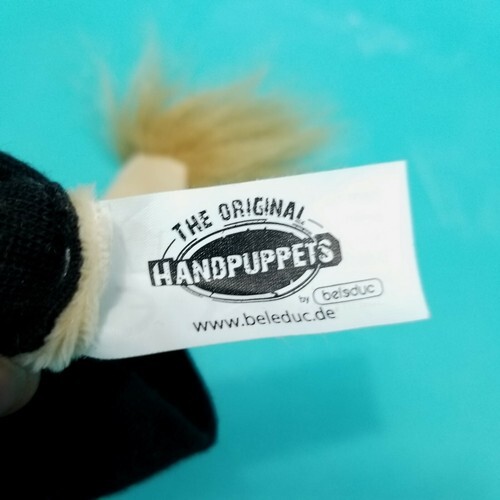 THE ORIGINAL
HANDPUPPETS
by beleduc
www.beleduc.de